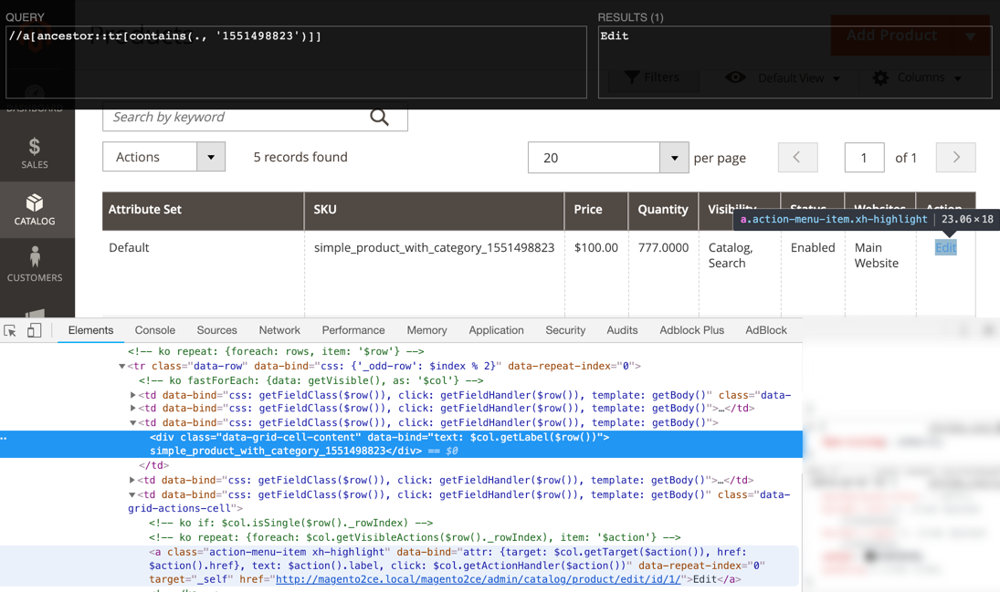 QUERY
RESULTS (1)
//a[ancestor::tr[contains(., '1551498823')]]
Edit
Products
Add Product
Filters
Default View
Columns
DASHBOARD
Search by keyword
SALES
Actions
5 records found
20
per page
1
of 1
CATALOG
Attribute Set
SKU
Price
Quantity
Visibility
Status
Websites
Action
a.action-menu-item.xh-highlight
23.06×18
Default
simple_product_with_category_1551498823
$100.00
777.0000
Catalog,
Search
Enabled
Main
Website
Edit
CUSTOMERS
Elements
Console
Sources
Network
Performance
Memory
Application
Security
Audits
Adblock Plus
AdBlock
<!-- ko repeat: {foreach: rows, item: '$row'} -->
<tr class="data-row" data-bind="css: {'_odd-row': $index % 2}" data-repeat-index="0">
<!-- ko fastForEach: {data: getVisible(), as: '$col'} -->
<td data-bind="css: getFieldClass($row()), click: getFieldHandler($row()), template: getBody()" class="data-
<td data-bind="css: getFieldClass($row()), click: getFieldHandler($row()), template: getBody()">…</td>
<td data-bind="css: getFieldClass($row()), click: getFieldHandler($row()), template: getBody()">
<div class="data-grid-cell-content" data-bind="text: $col.getLabel($row())">
simple_product_with_category_1551498823</div> == $0
</td>
<td data-bind="css: getFieldClass($row()), click: getFieldHandler($row()), template: getBody()">…</td>
<td data-bind="css: getFieldClass($row()), click: getFieldHandler($row()), template: getBody()" class="data-
grid-actions-cell">
<!-- ko if: $col.isSingle($row()._rowIndex) -->
<!-- ko repeat: {foreach: $col.getVisibleActions($row()._rowIndex), item: '$action'} -->
<a class="action-menu-item xh-highlight" data-bind="attr: {target: $col.getTarget($action()), href:
$action().href}, text: $action().label, click: $col.getActionHandler($action())" data-repeat-index="0"
target="_self" href="http://magento2ce.local/magento2ce/admin/catalog/product/edit/id/1/">Edit</a>